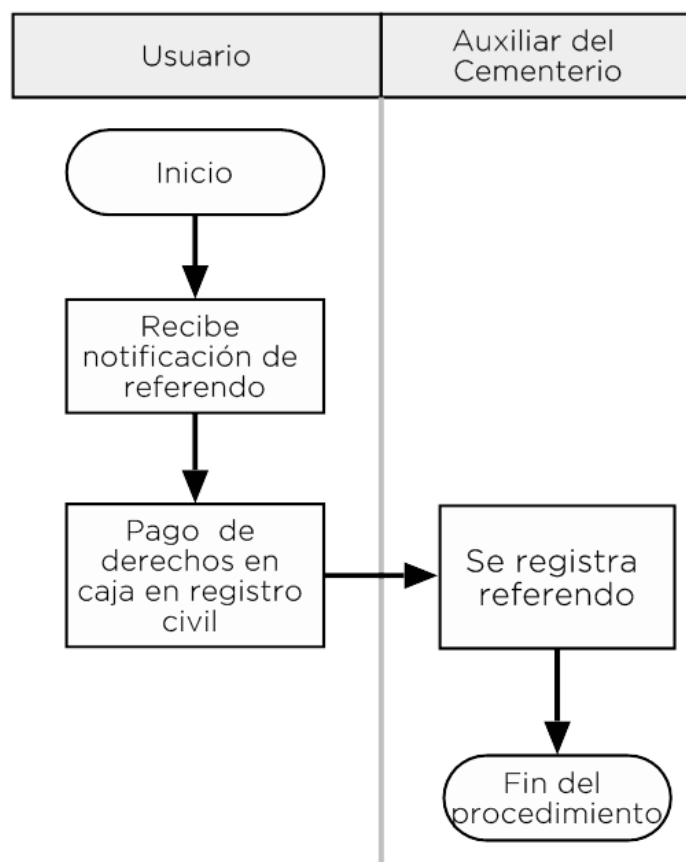 Usuario
Auxiliar del
Cementerio
Inicio
Recibe
notificación de
referendo
Pago de
derechos en
caja en registro
civil
Se registra
referendo
Fin del
procedimiento